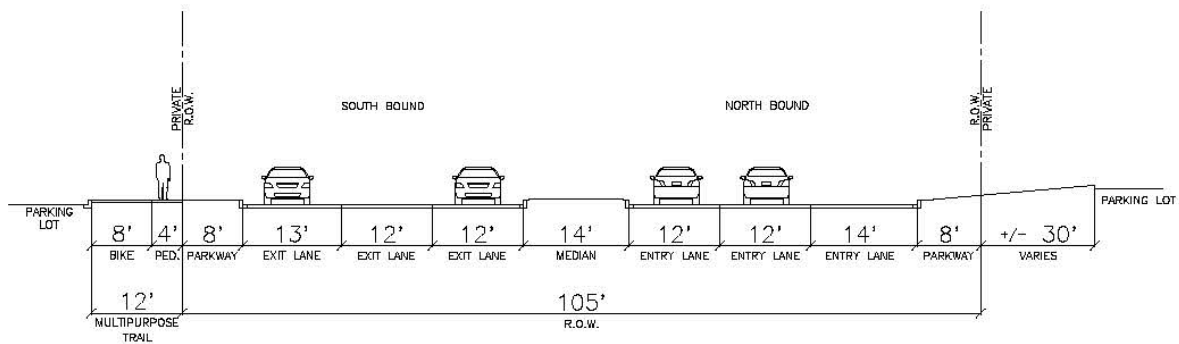 PRIVATE
R.O.W.
SOUTH BOUND
NORTH BOUND
R.O.W.
PRIVATE
PARKING
LOT
PARKING LOT
8' 4' 8' 13' 12' 12' 14' 12' 12' 14' 8' +/- 30'
BIKE PED. PARKWAY EXIT LANE EXIT LANE EXIT LANE MEDIAN ENTRY LANE ENTRY LANE ENTRY LANE PARKWAY VARIES
12' 105'
MULTIPURPOSE
TRAIL
R.O.W.